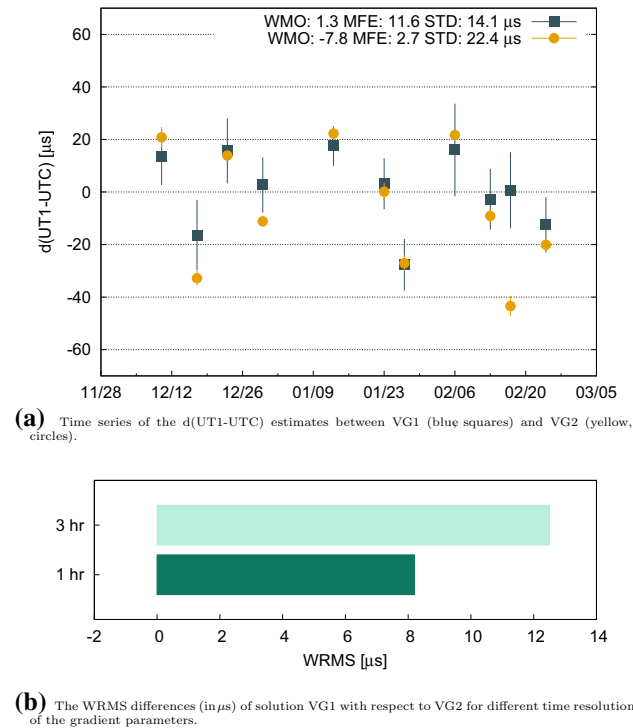 WMO: 1.3 MFE: 11.6 STD: 14.1 μs
WMO: -7.8 MFE: 2.7 STD: 22.4 μs
60
40
20
0
-20
-40
-60
d(UT1-UTC) [μs]
11/28 12/12 12/26 01/09 01/23 02/06 02/20 03/05
(a) Time series of the d(UT1-UTC) estimates between VG1 (blue squares) and VG2 (yellow,
circles).
3 hr
1 hr
-2 0 2 4 6 8 10 12 14
WRMS [μs]
(b) The WRMS differences (in μs) of solution VG1 with respect to VG2 for different time resolution
of the gradient parameters.